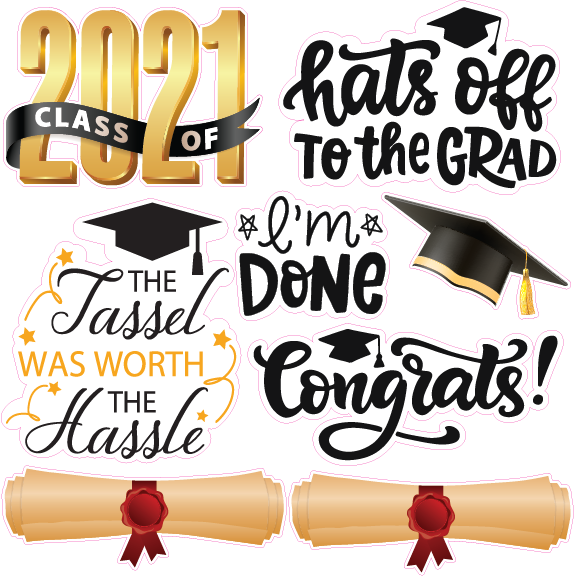 2021
CLASS OF
hats off
TO the GRAD
I'm
DONE
THE
Tassel
WAS WORTH
THE
Hassle
Congrats!